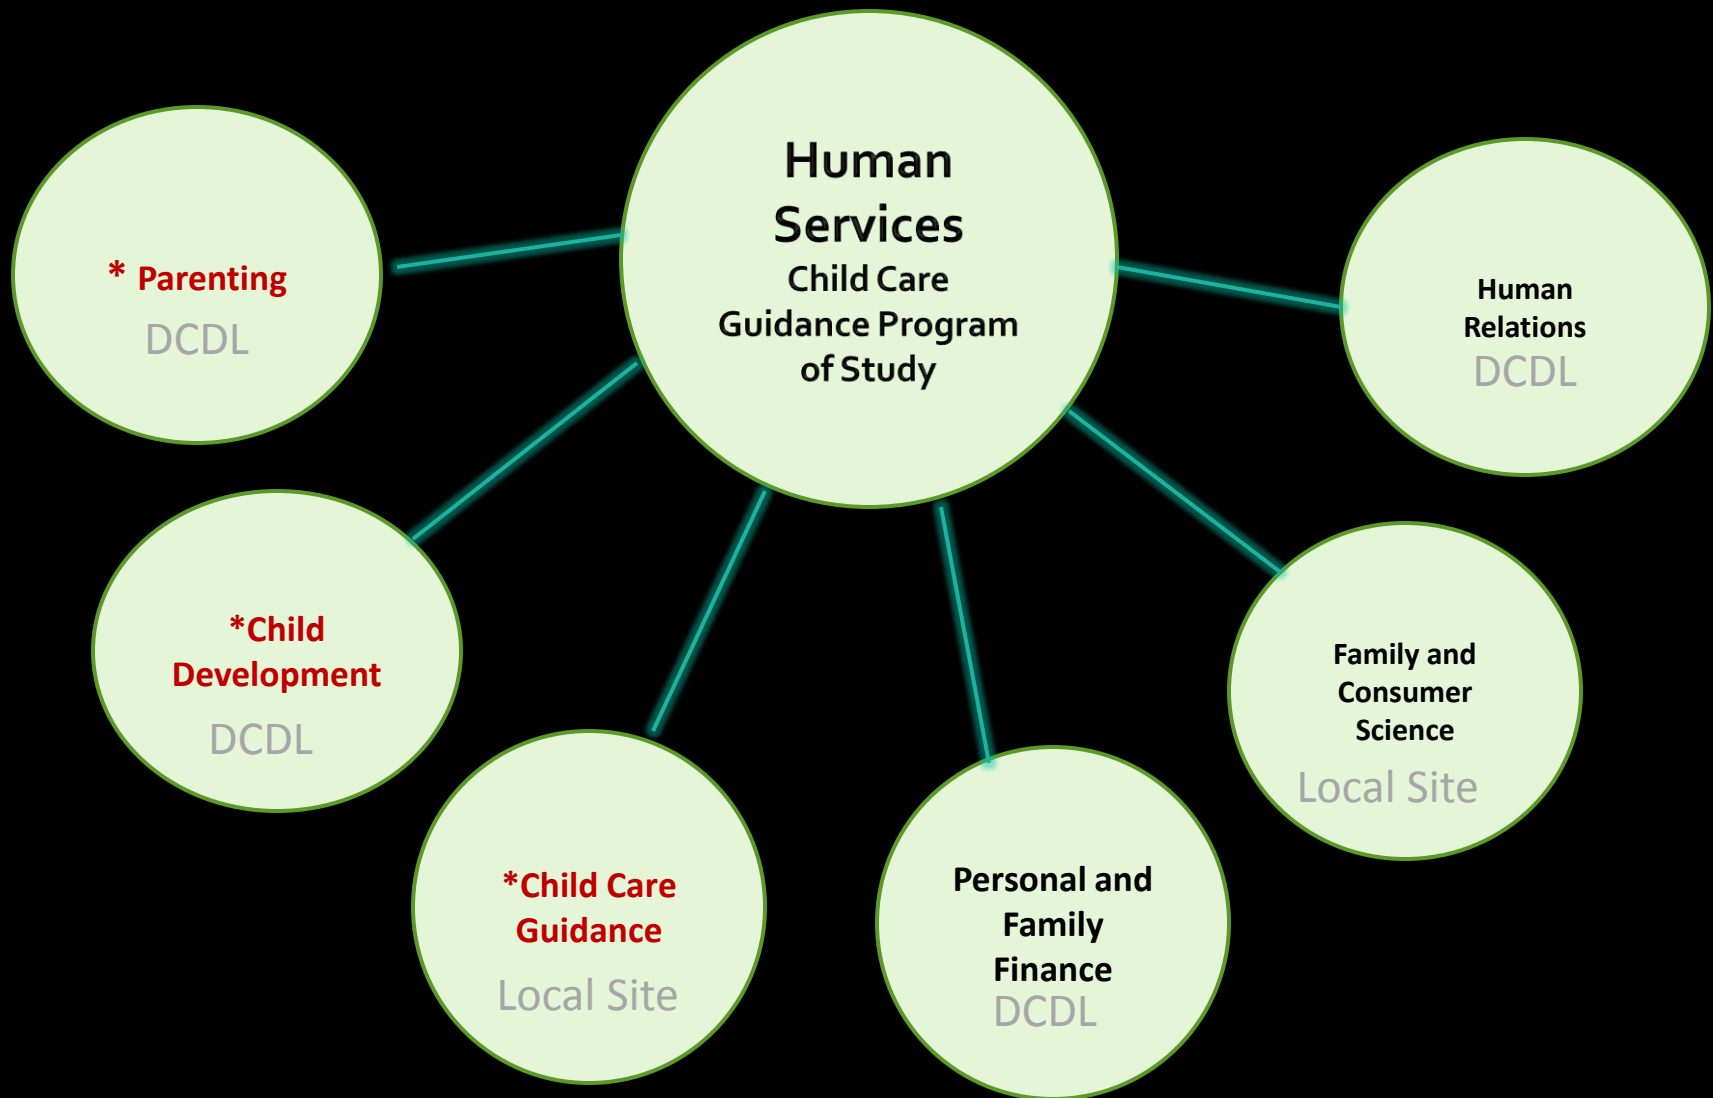 Human
Services
Child Care
Guidance Program
of Study
* Parenting
DCDL
*Child
Development
DCDL
*Child Care
Guidance
Local Site
Personal and
Family
Finance
DCDL
Family and
Consumer
Science
Local Site
Human
Relations
DCDL